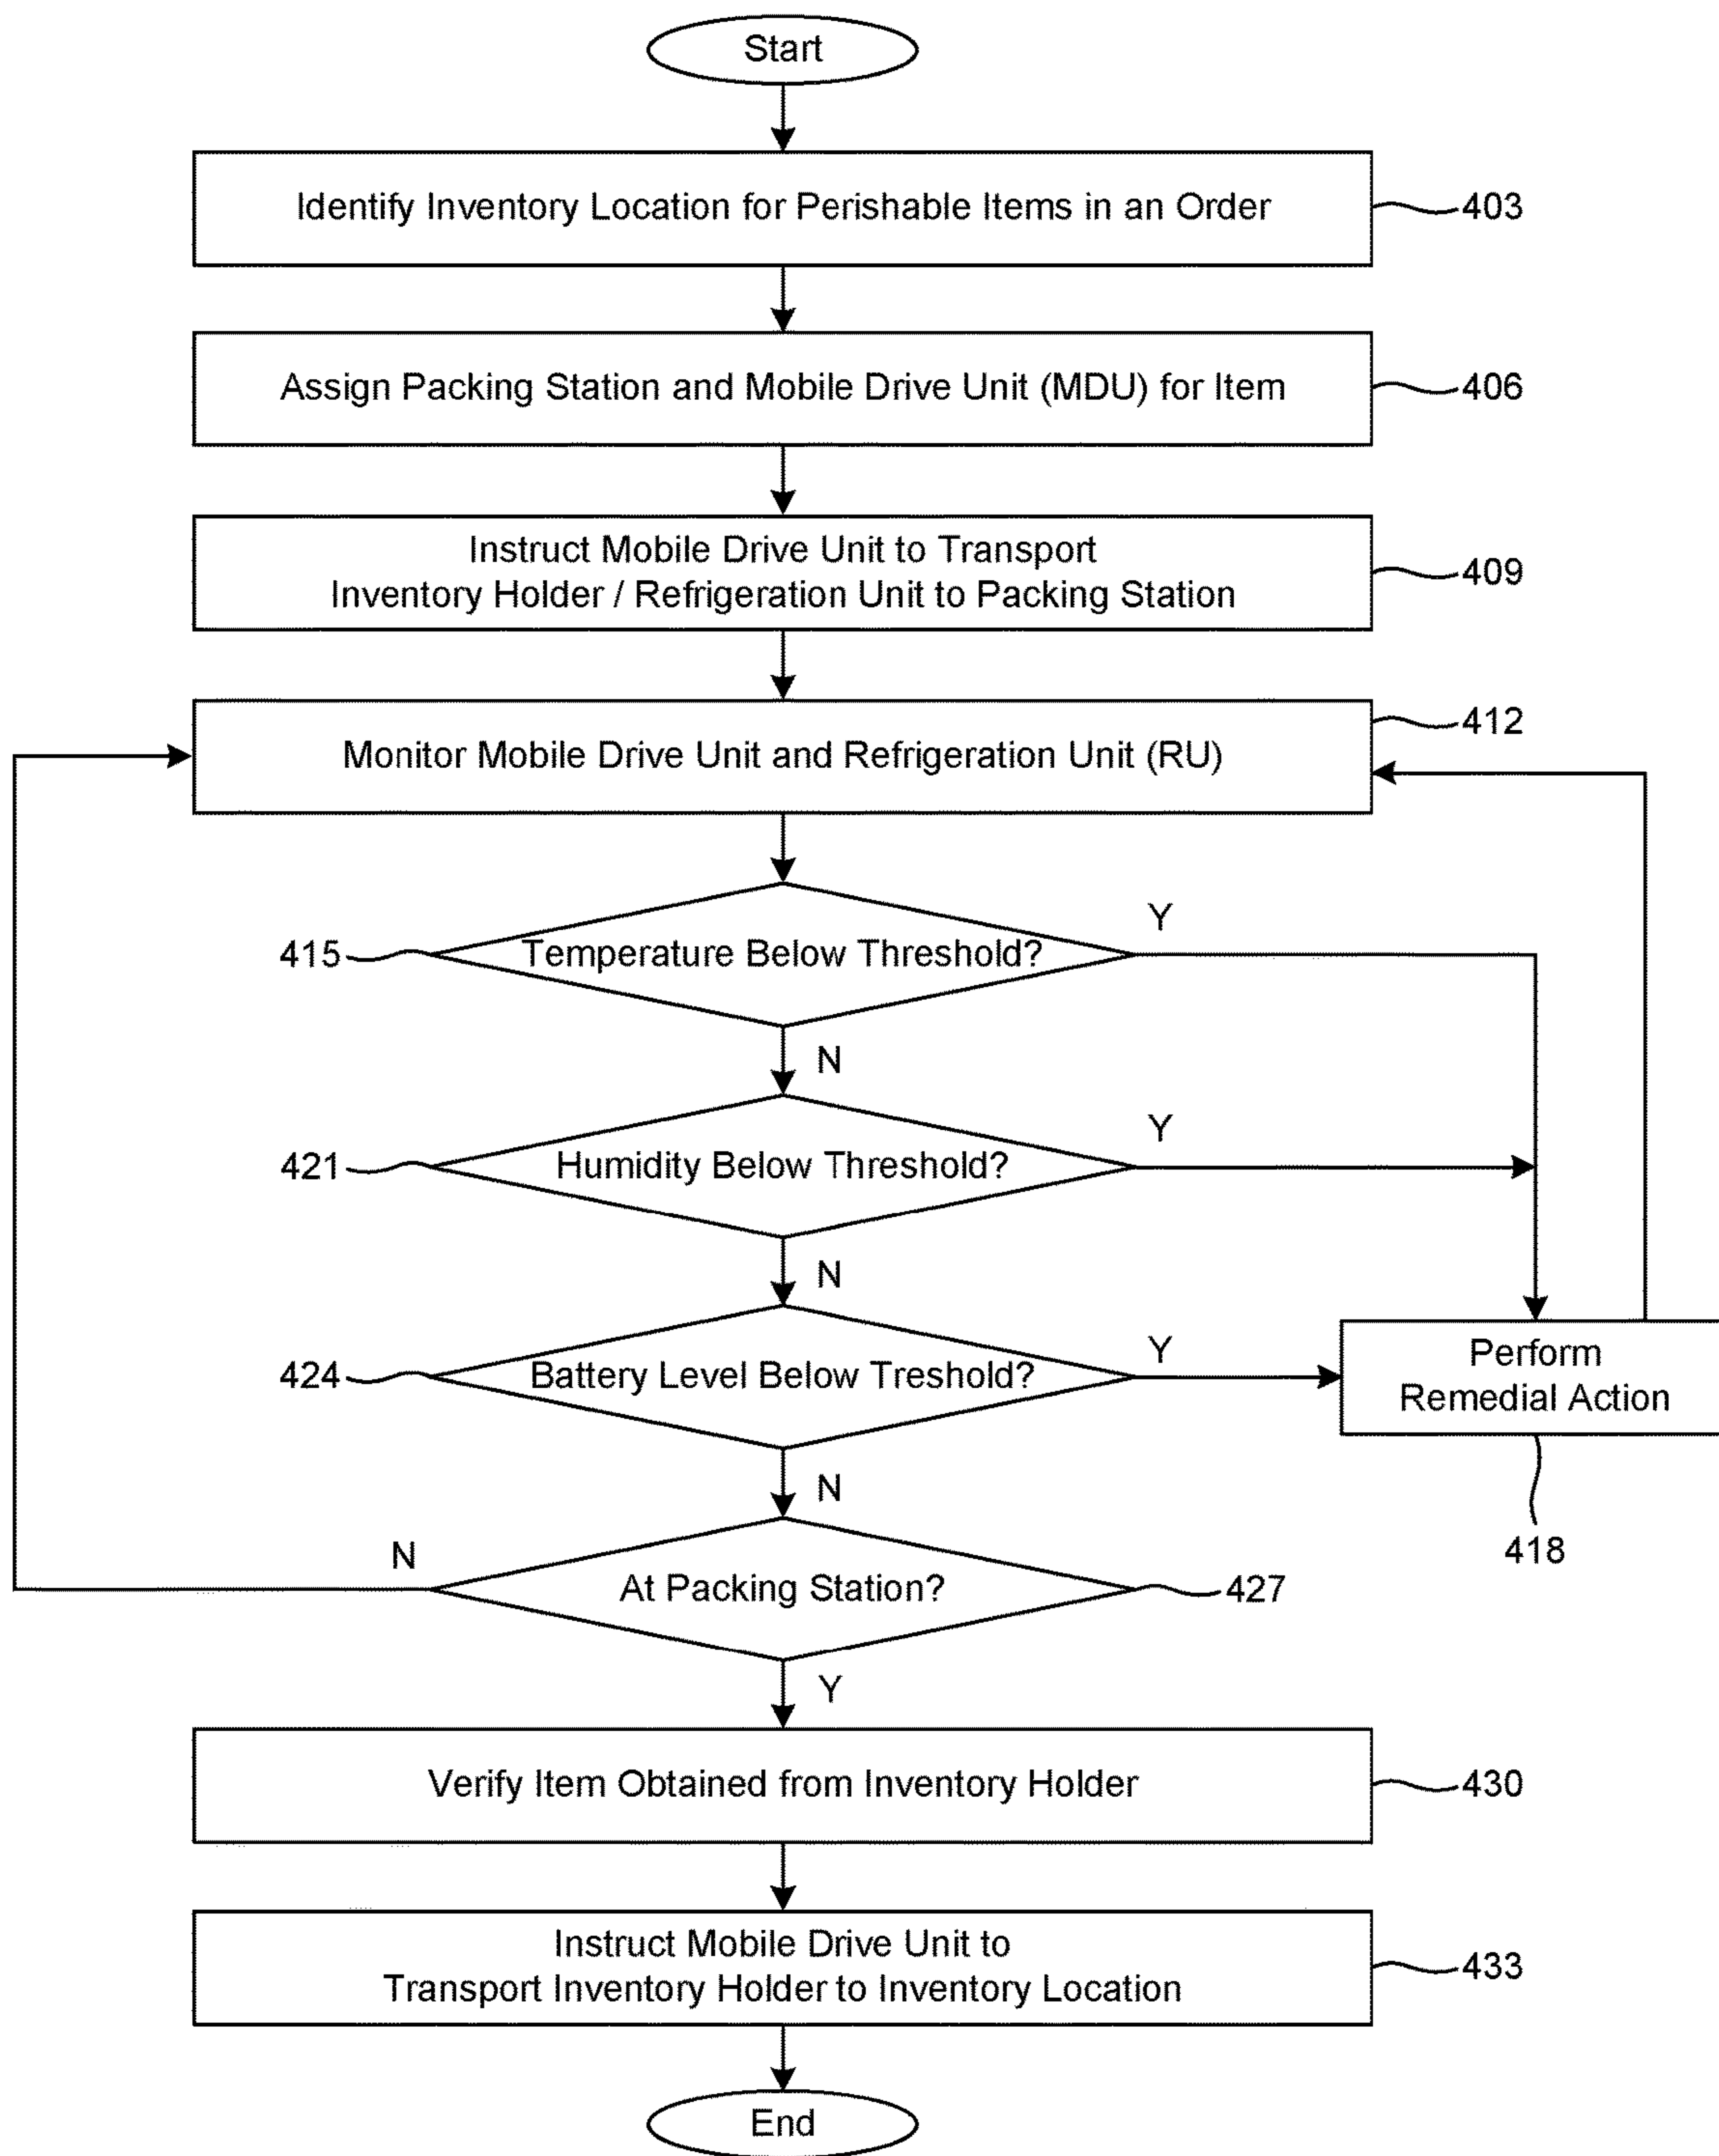 Start
Identify Inventory Location for Perishable Items in an Order
403
Assign Packing Station and Mobile Drive Unit (MDU) for Item
406
Instruct Mobile Drive Unit to Transport
Inventory Holder / Refrigeration Unit to Packing Station
409
Monitor Mobile Drive Unit and Refrigeration Unit (RU)
412
415
Temperature Below Threshold?
Y
N
421
Humidity Below Threshold?
Y
N
424
Battery Level Below Treshold?
Y
Perform
Remedial Action
418
N
N
At Packing Station?
427
Y
Verify Item Obtained from Inventory Holder
430
Instruct Mobile Drive Unit to
Transport Inventory Holder to Inventory Location
433
End